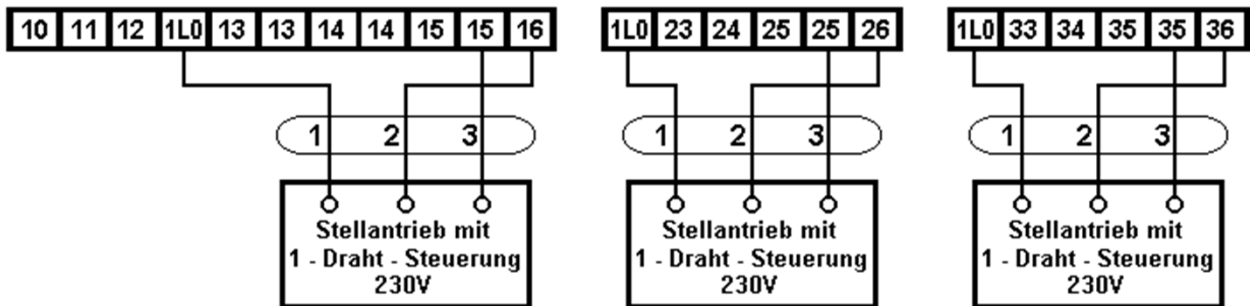 10 11 12 1L0 13 13 14 14 15 15 16 1L0 23 24 25 25 26 1L0 33 34 35 35 36
1 2 3 1 2 3 1 2 3
Stellantrieb mit Stellantrieb mit Stellantrieb mit
1 - Draht - Steuerung 1 - Draht - Steuerung 1 - Draht - Steuerung
230V 230V 230V